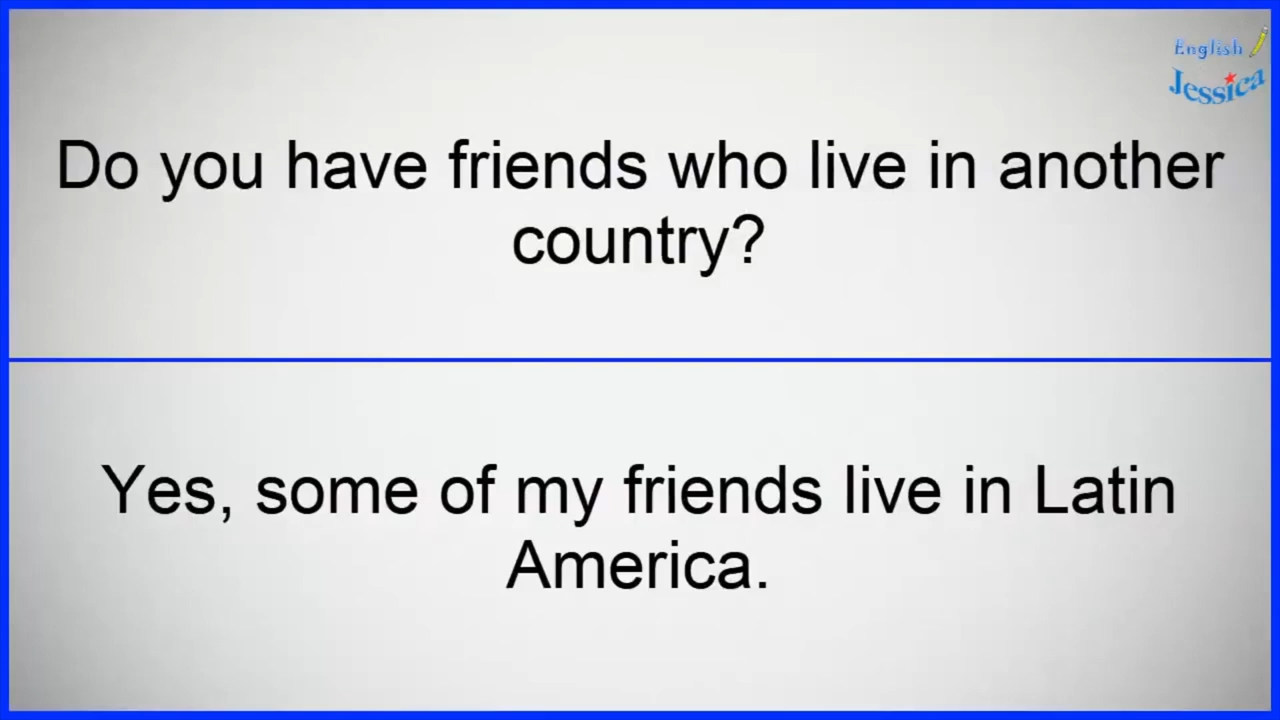 English
Jessica
Do you have friends who live in another
country?
Yes, some of my friends live in Latin
America.